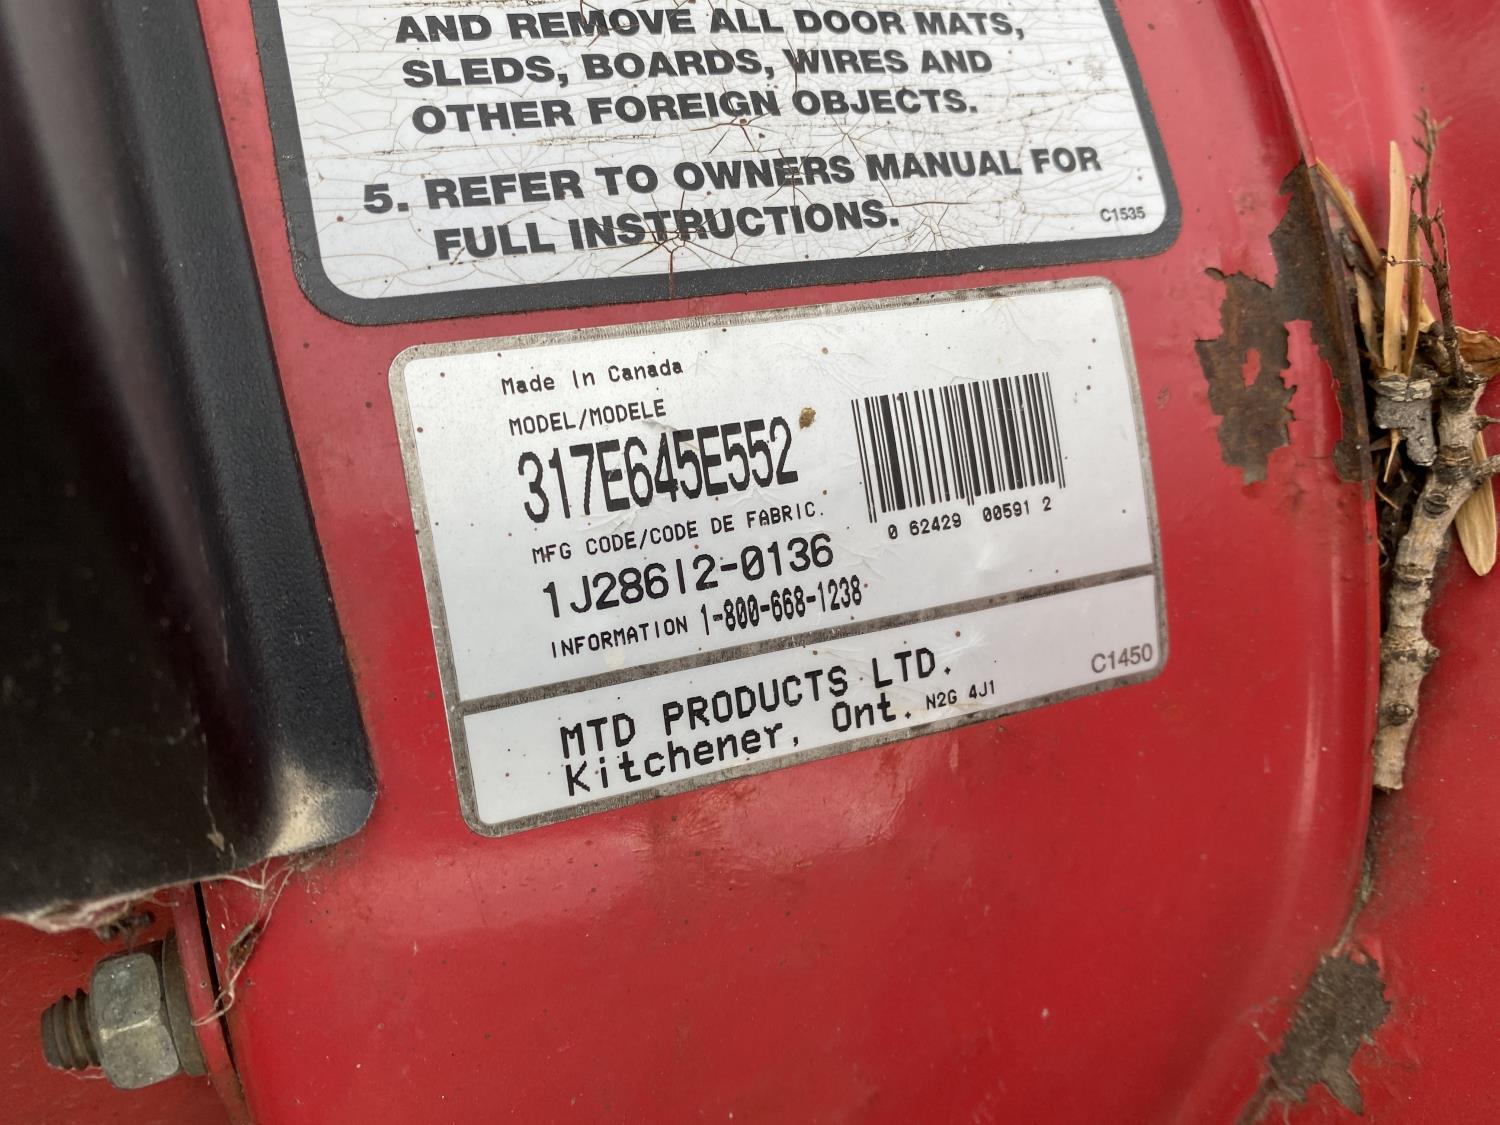 AND REMOVE ALL DOOR MATS,
SLEDS, BOARDS, WIRES AND
OTHER FOREIGN OBJECTS.
5. REFER TO OWNERS MANUAL FOR
FULL INSTRUCTIONS.
C1535
Made In Canada
MODEL/MODELE
317E645E552
MFG CODE/CODE DE FABRIC.
1J28612-0136
INFORMATION 1-800-668-1238
0 62429 00591 2
MTD PRODUCTS LTD.
Kitchener, Ont. N2G 4J1
C1450